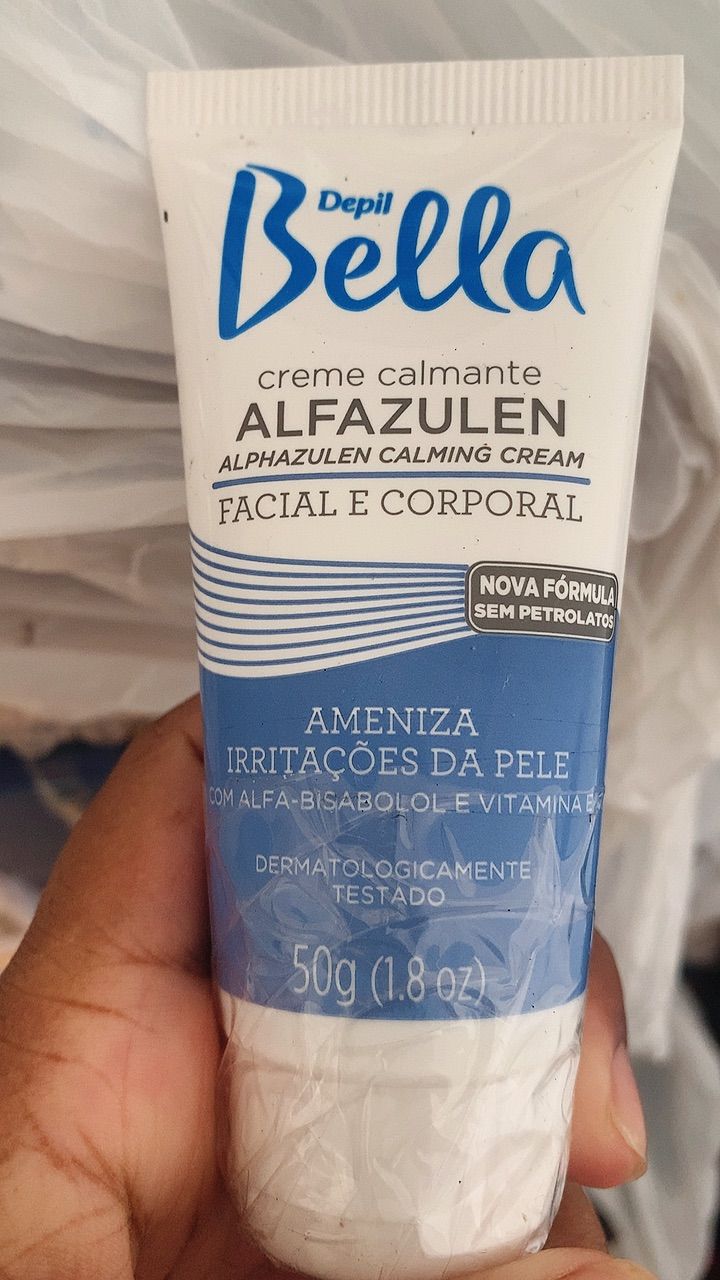 Depil
Bella
creme calmante
ALFAZULEN
ALPHAZULEN CALMING CREAM
FACIAL E CORPORAL
NOVA FÓRMULA
SEM PETROLATOS
AMENIZA
IRRITAÇÕES DA PELE
COM ALFA-BISABOLOL E VITAMINA E
DERMATOLOGICAMENTE
TESTADO
50g (1.8 oz)